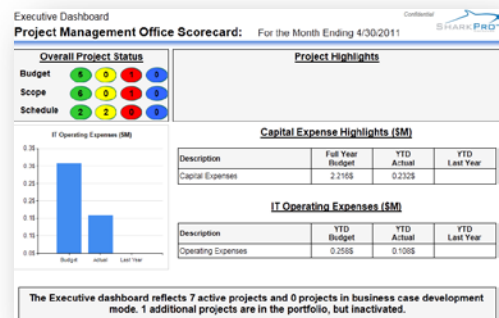 Executive Dashboard
Confidential
Project Management Office Scorecard: For the Month Ending 4/30/2011
SHARKPRO
Overall Project Status
Project Highlights
Budget 6 0 1 0
Scope 6 0 1 0
Schedule 2 2 0 0
IT Operating Expenses ($M)
0.35
0.3
0.25
0.2
0.15
0.1
0.05
Budget Actual Last Year
Capital Expense Highlights ($M)
Description Full Year Budget YTD Actual YTD Last Year
Capital Expenses 2.216$ 0.232$
IT Operating Expenses ($M)
Description YTD Budget YTD Actual YTD Last Year
Operating Expenses 0.258$ 0.108$
The Executive dashboard reflects 7 active projects and 0 projects in business case development
mode. 1 additional projects are in the portfolio, but inactivated.